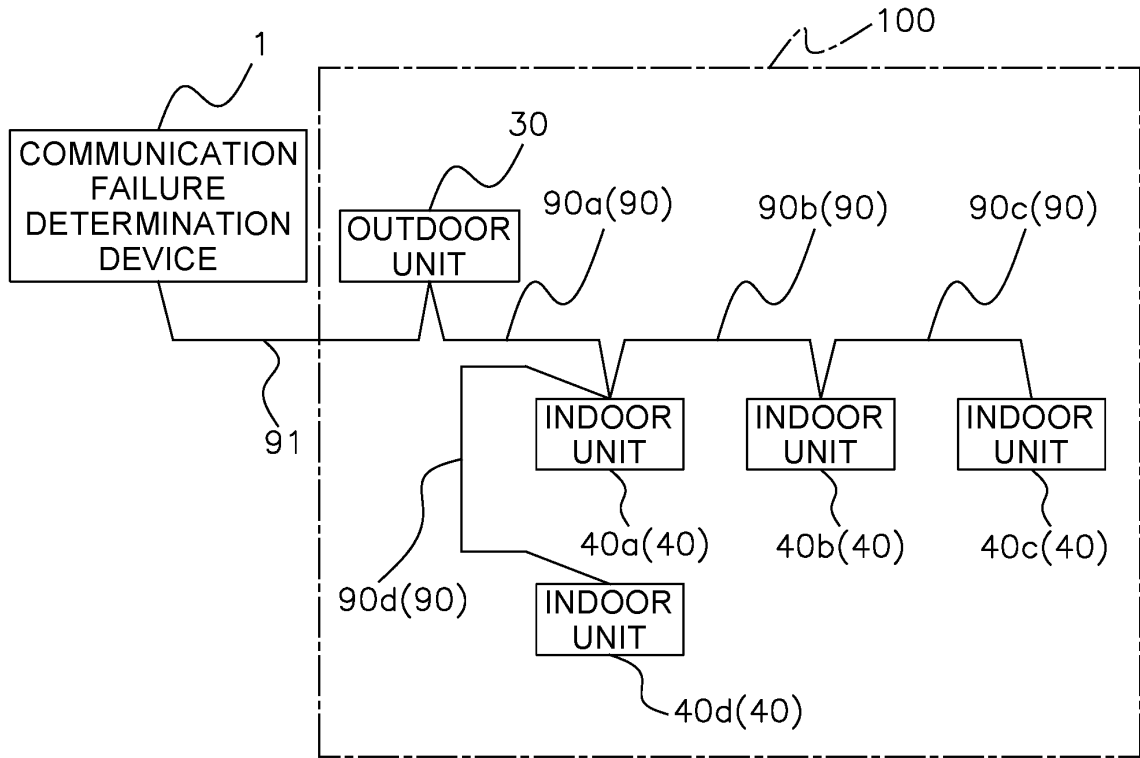 100
1
COMMUNICATION
FAILURE
DETERMINATION
DEVICE
30
OUTDOOR
UNIT
90a(90)
90b(90)
90c(90)
91
INDOOR
UNIT
INDOOR
UNIT
INDOOR
UNIT
40a(40)
40b(40)
40c(40)
90d(90)
INDOOR
UNIT
40d(40)